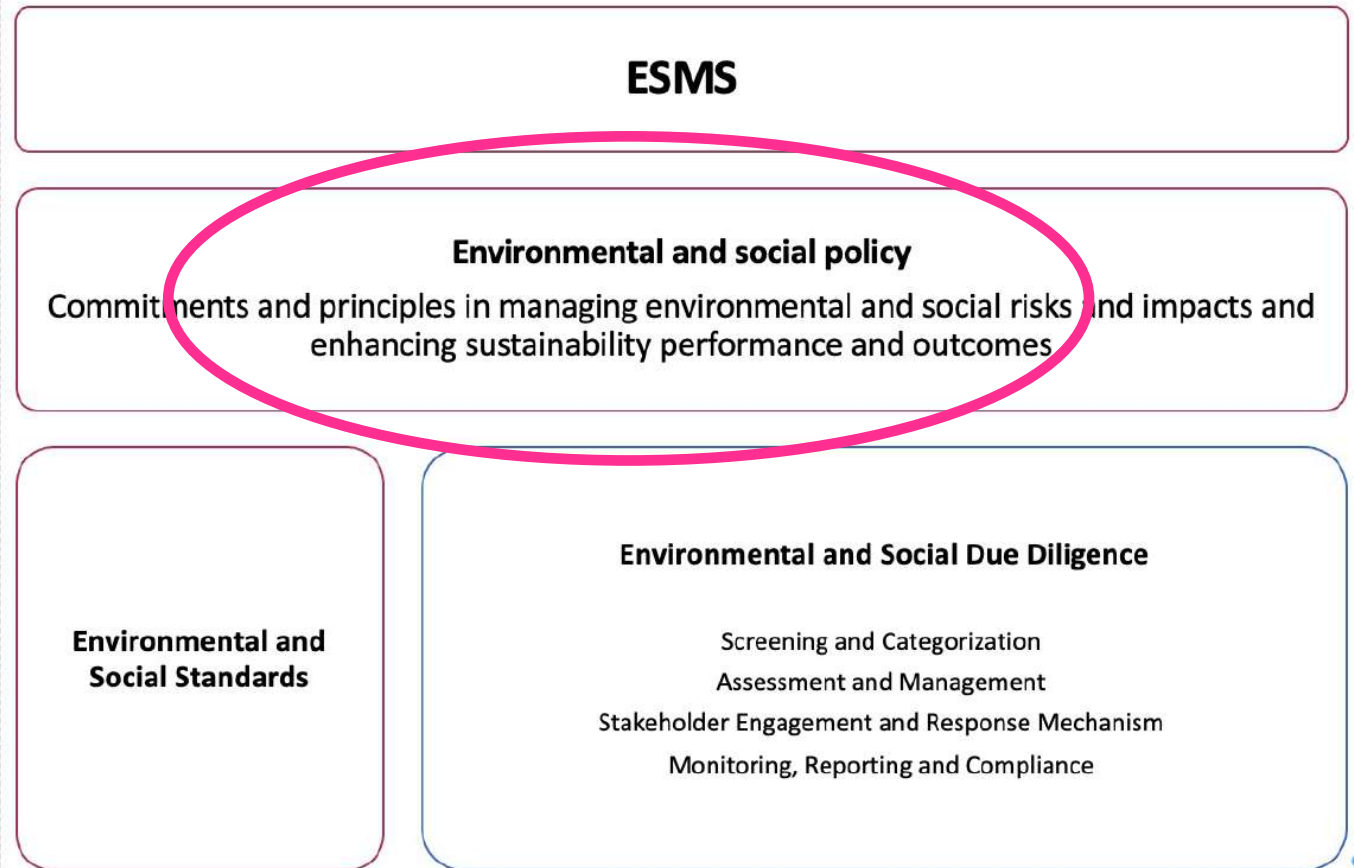 ESMS
Environmental and social policy
Commitments and principles in managing environmental and social risks and impacts and
enhancing sustainability performance and outcomes
Environmental and
Social Standards
Environmental and Social Due Diligence
Screening and Categorization
Assessment and Management
Stakeholder Engagement and Response Mechanism
Monitoring, Reporting and Compliance